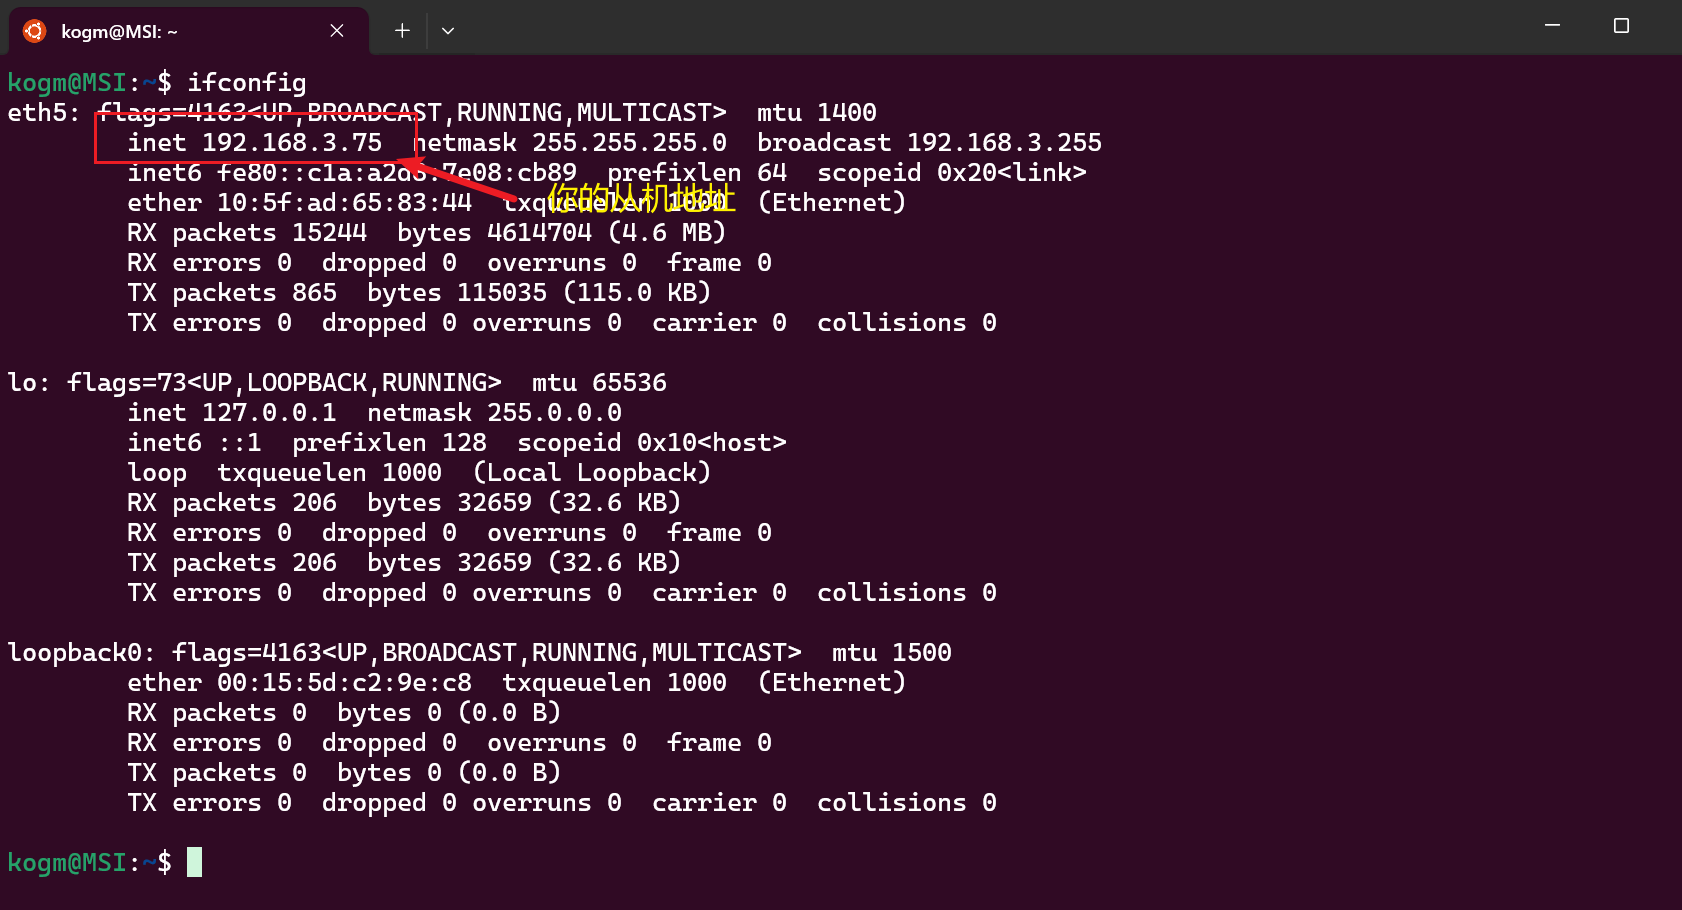 kogm@MSI: ~
kogm@MSI:~$ ifconfig
eth5: flags=4163<UP,BROADCAST,RUNNING,MULTICAST>  mtu 1400
inet 192.168.3.75  netmask 255.255.255.0  broadcast 192.168.3.255
inet6 fe80::c1a:a2d8:7e08:cb89  prefixlen 64  scopeid 0x20<link>
你的从机地址
ether 10:5f:ad:65:83:44  txqueuelen 1000  (Ethernet)
RX packets 15244  bytes 4614704 (4.6 MB)
RX errors 0  dropped 0  overruns 0  frame 0
TX packets 865  bytes 115035 (115.0 KB)
TX errors 0  dropped 0 overruns 0  carrier 0  collisions 0
lo: flags=73<UP,LOOPBACK,RUNNING>  mtu 65536
inet 127.0.0.1  netmask 255.0.0.0
inet6 ::1  prefixlen 128  scopeid 0x10<host>
loop  txqueuelen 1000  (Local Loopback)
RX packets 206  bytes 32659 (32.6 KB)
RX errors 0  dropped 0  overruns 0  frame 0
TX packets 206  bytes 32659 (32.6 KB)
TX errors 0  dropped 0 overruns 0  carrier 0  collisions 0
loopback0: flags=4163<UP,BROADCAST,RUNNING,MULTICAST>  mtu 1500
ether 00:15:5d:c2:9e:c8  txqueuelen 1000  (Ethernet)
RX packets 0  bytes 0 (0.0 B)
RX errors 0  dropped 0  overruns 0  frame 0
TX packets 0  bytes 0 (0.0 B)
TX errors 0  dropped 0 overruns 0  carrier 0  collisions 0
kogm@MSI:~$